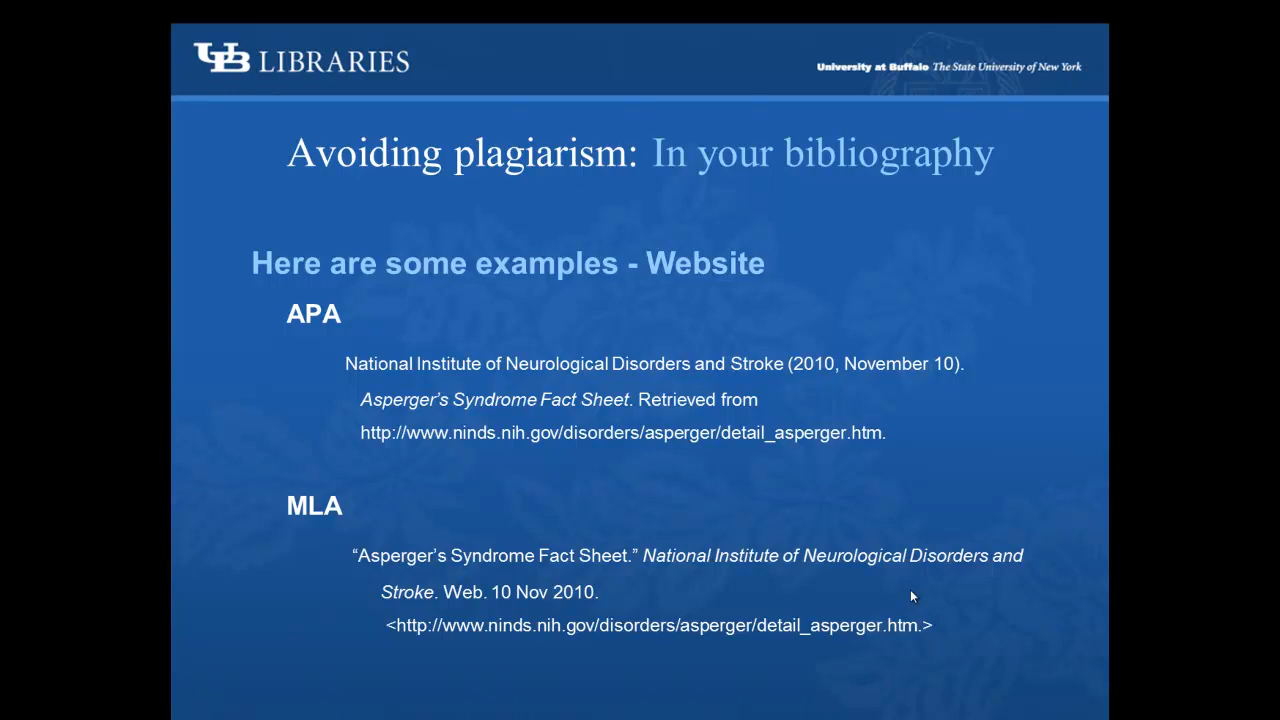 UB LIBRARIES
University at Buffalo The State University of New York
Avoiding plagiarism: In your bibliography
Here are some examples - Website
APA
National Institute of Neurological Disorders and Stroke (2010, November 10).
Asperger’s Syndrome Fact Sheet. Retrieved from
http://www.ninds.nih.gov/disorders/asperger/detail_asperger.htm.
MLA
“Asperger’s Syndrome Fact Sheet.” National Institute of Neurological Disorders and
Stroke. Web. 10 Nov 2010.
<http://www.ninds.nih.gov/disorders/asperger/detail_asperger.htm.>